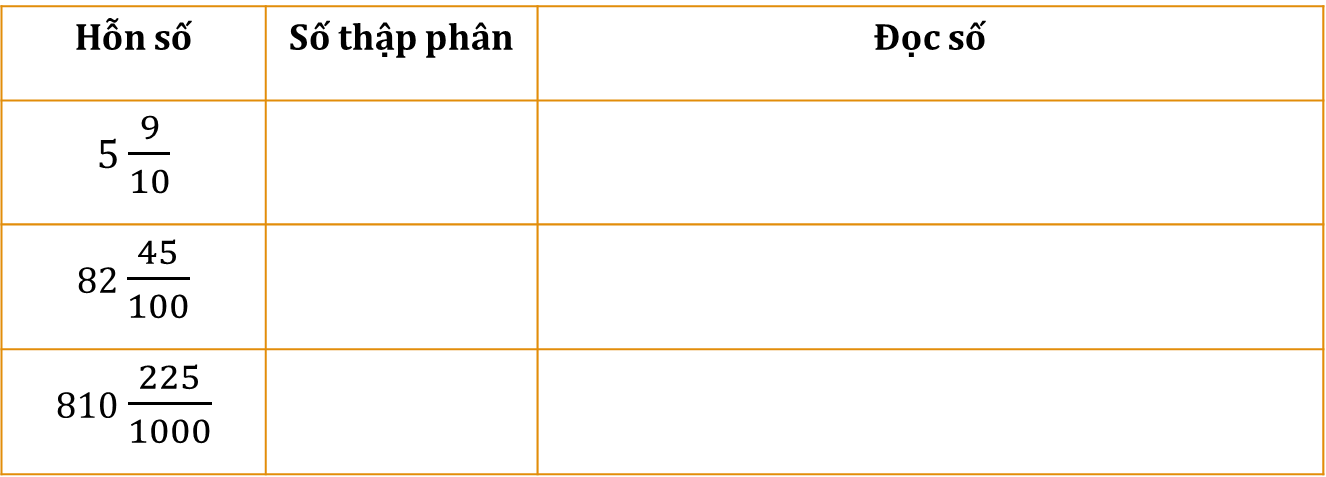 Hỗn số Số thập phân Đọc số
5 9/10
82 45/100
810 225/1000